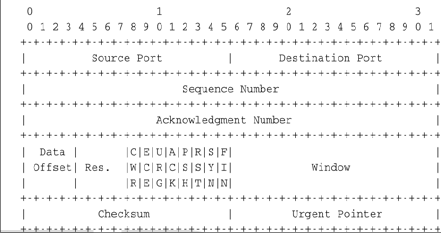 0                   1                   2                   3
0 1 2 3 4 5 6 7 8 9 0 1 2 3 4 5 6 7 8 9 0 1 2 3 4 5 6 7 8 9 0 1
+-+-+-+-+-+-+-+-+-+-+-+-+-+-+-+-+-+-+-+-+-+-+-+-+-+-+-+-+-+-+-+-+
|          Source Port          |       Destination Port        |
+-+-+-+-+-+-+-+-+-+-+-+-+-+-+-+-+-+-+-+-+-+-+-+-+-+-+-+-+-+-+-+-+
|                        Sequence Number                        |
+-+-+-+-+-+-+-+-+-+-+-+-+-+-+-+-+-+-+-+-+-+-+-+-+-+-+-+-+-+-+-+-+
|                    Acknowledgment Number                      |
+-+-+-+-+-+-+-+-+-+-+-+-+-+-+-+-+-+-+-+-+-+-+-+-+-+-+-+-+-+-+-+-+
|  Data |       |C|E|U|A|P|R|S|F|                               |
| Offset| Res.  |W|C|R|C|S|S|Y|I|            Window             |
|       |       |R|E|G|K|H|T|N|N|                               |
+-+-+-+-+-+-+-+-+-+-+-+-+-+-+-+-+-+-+-+-+-+-+-+-+-+-+-+-+-+-+-+-+
|           Checksum            |         Urgent Pointer        |
+-+-+-+-+-+-+-+-+-+-+-+-+-+-+-+-+-+-+-+-+-+-+-+-+-+-+-+-+-+-+-+-+